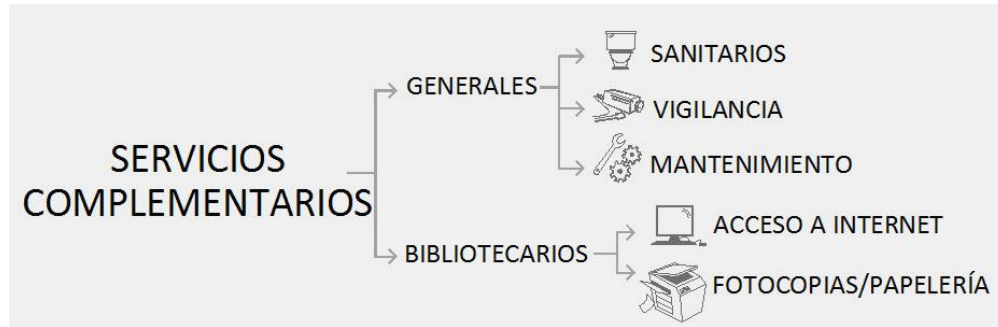 SERVICIOS
COMPLEMENTARIOS
GENERALES
SANITARIOS
VIGILANCIA
MANTENIMIENTO
BIBLIOTECARIOS
ACCESO A INTERNET
FOTOCOPIAS/PAPELERÍA